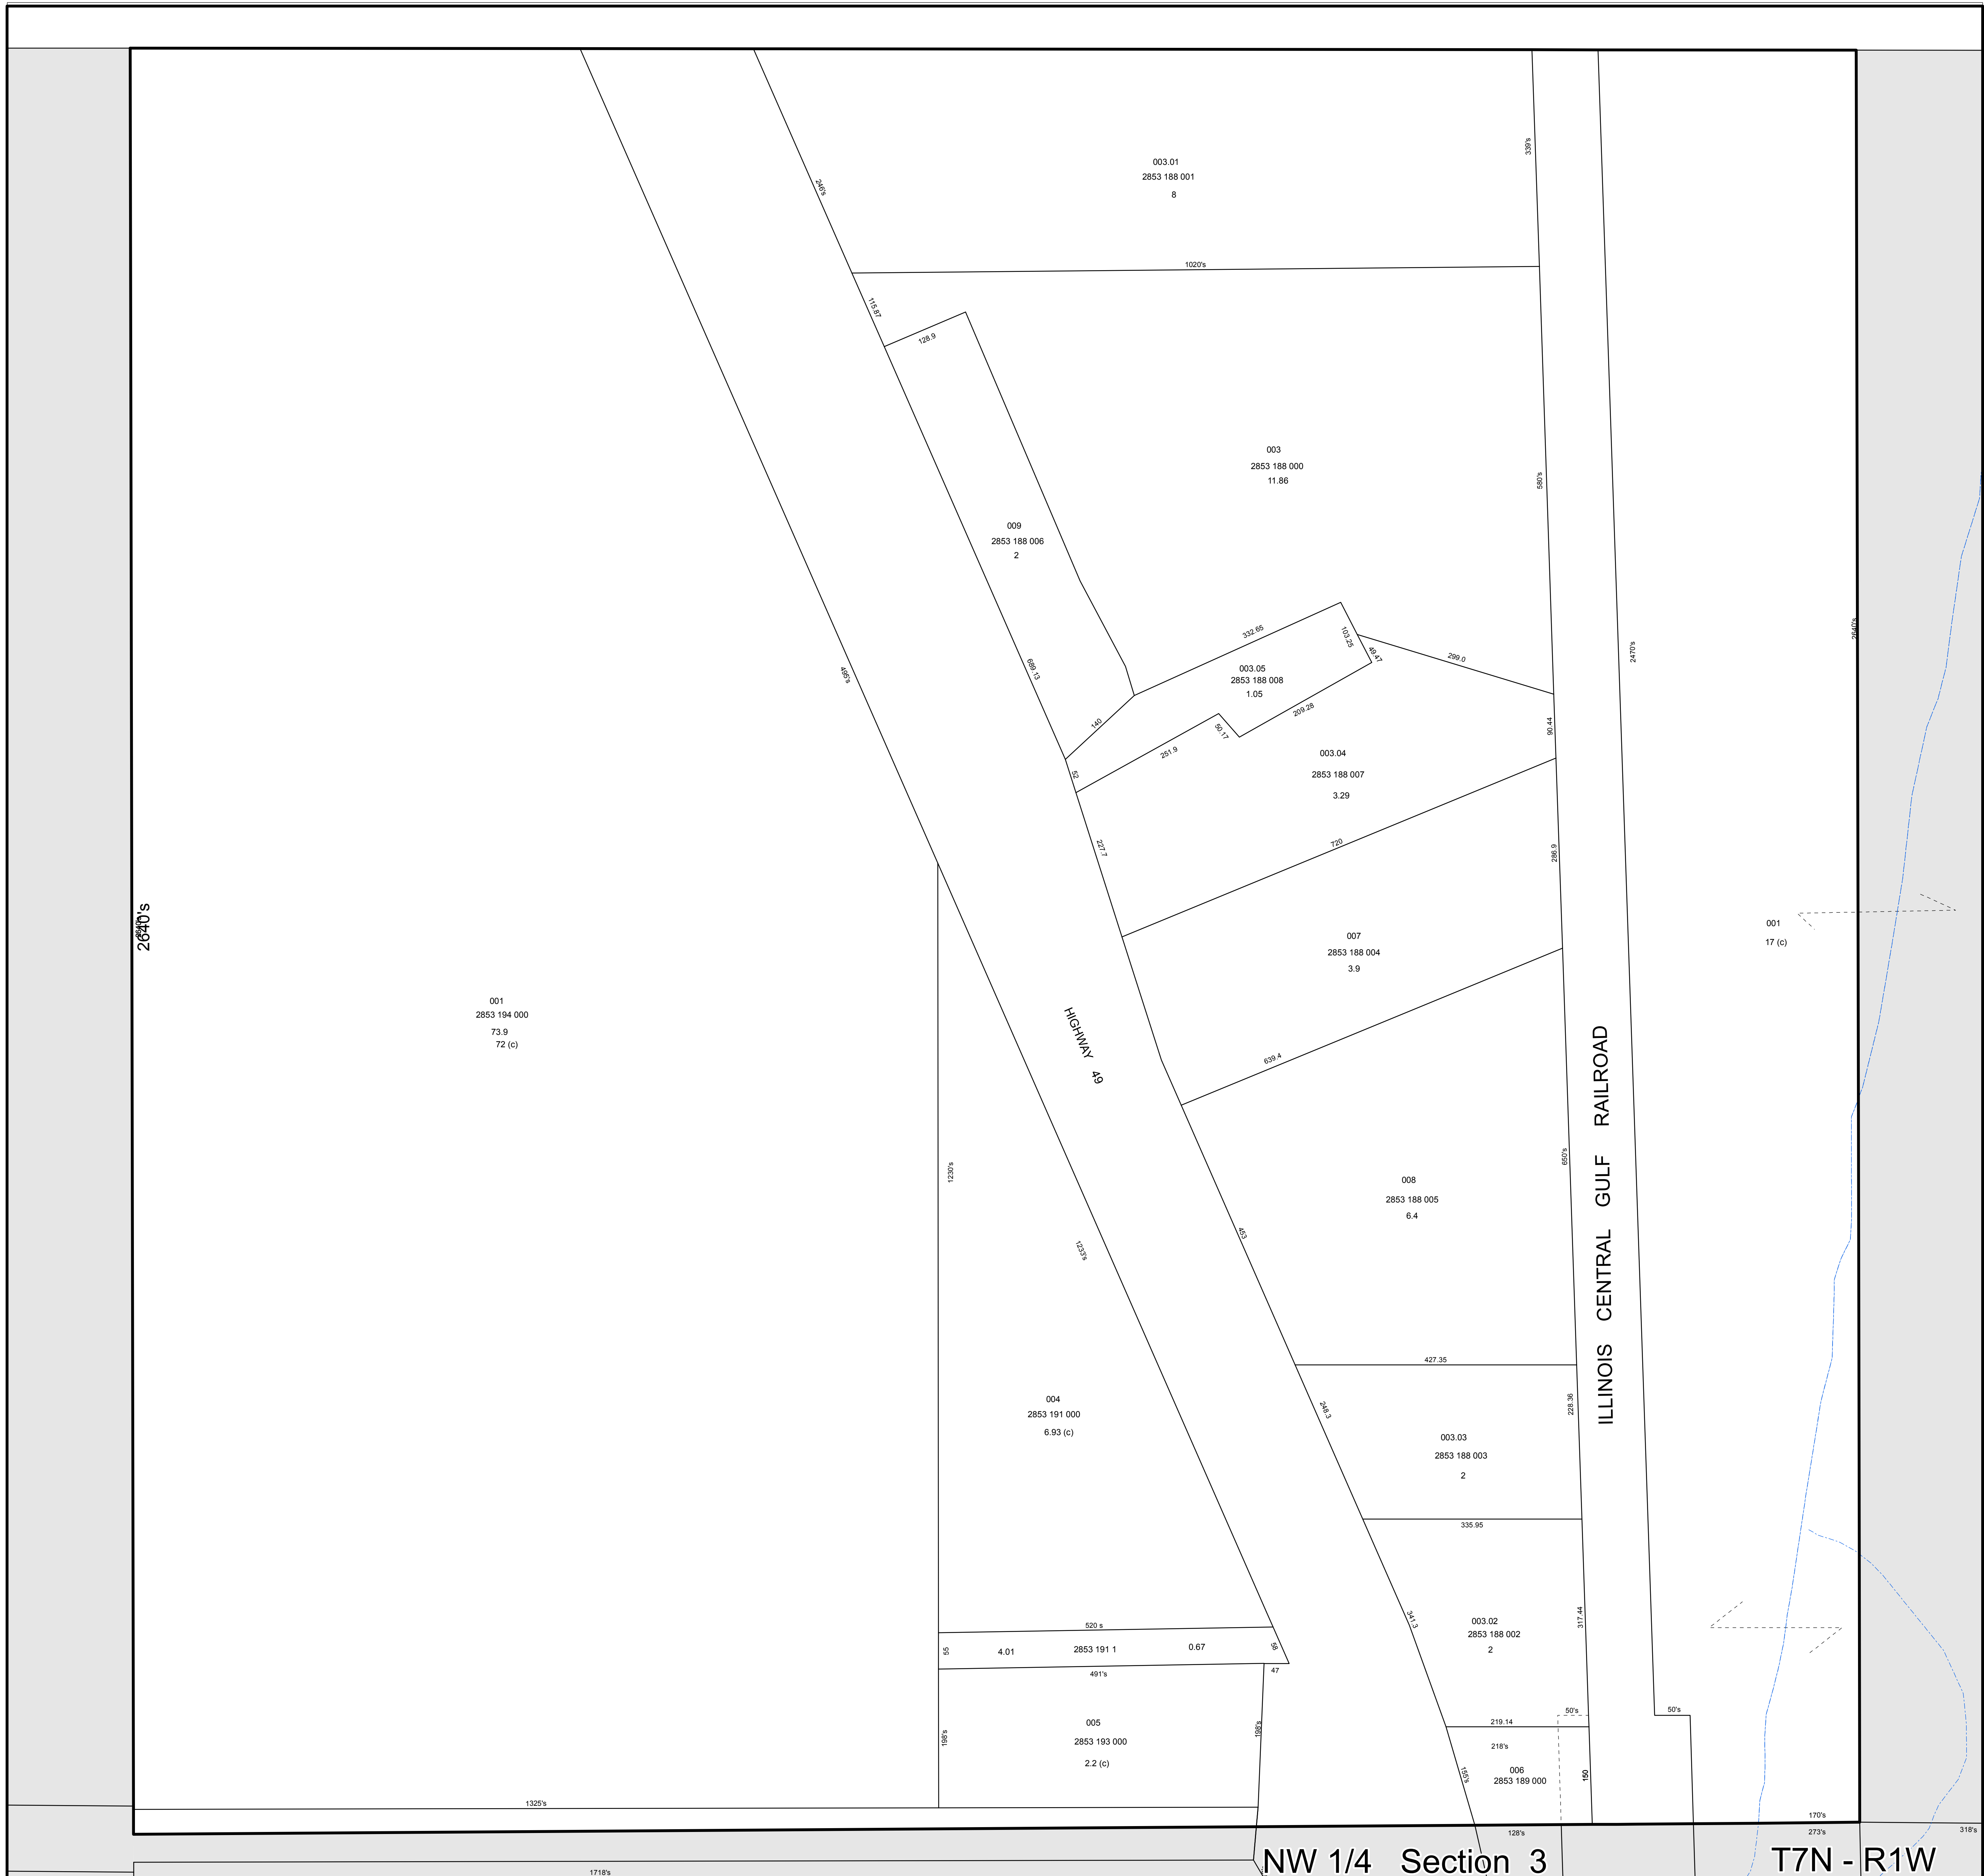 339's
003.01
2853 188 001
8
246's
1020's
115.87
128.9
003
2853 188 000
11.86
580's
009
2853 188 006
2
689.13
495's
332.65
103.25
49.47
299.0
2470's
2640's
003.05
2853 188 008
1.05
209.28
140
50.17
251.9
52
90.44
003.04
2853 188 007
3.29
227.7
720
286.9
2640's
001
17 (c)
007
2853 188 004
3.9
001
2853 194 000
73.9
72 (c)
HIGHWAY 49
639.4
ILLINOIS CENTRAL GULF RAILROAD
1230's
650's
008
2853 188 005
6.4
453
1233's
427.35
004
2853 191 000
6.93 (c)
248.3
228.36
003.03
2853 188 003
2
335.95
341.3
317.44
003.02
2853 188 002
2
520 s
55
4.01
2853 191 1
0.67
58
47
491's
50's
50's
198's
005
2853 193 000
2.2 (c)
198's
219.14
218's
155's
006
2853 189 000
150
1325's
170's
128's
273's
318's
NW 1/4 Section 3
T7N - R1W
1718's